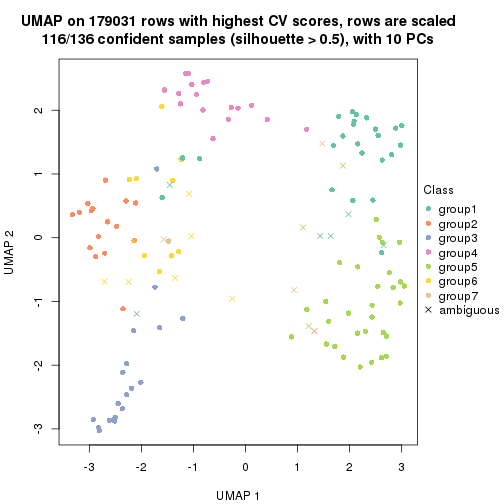 UMAP on 179031 rows with highest CV scores, rows are scaled
116/136 confident samples (silhouette > 0.5), with 10 PCs
2
1
0
-1
-2
-3
UMAP 2
-3 -2 -1 0 1 2 3
UMAP 1
Class
group1
group2
group3
group4
group5
group6
group7
ambiguous